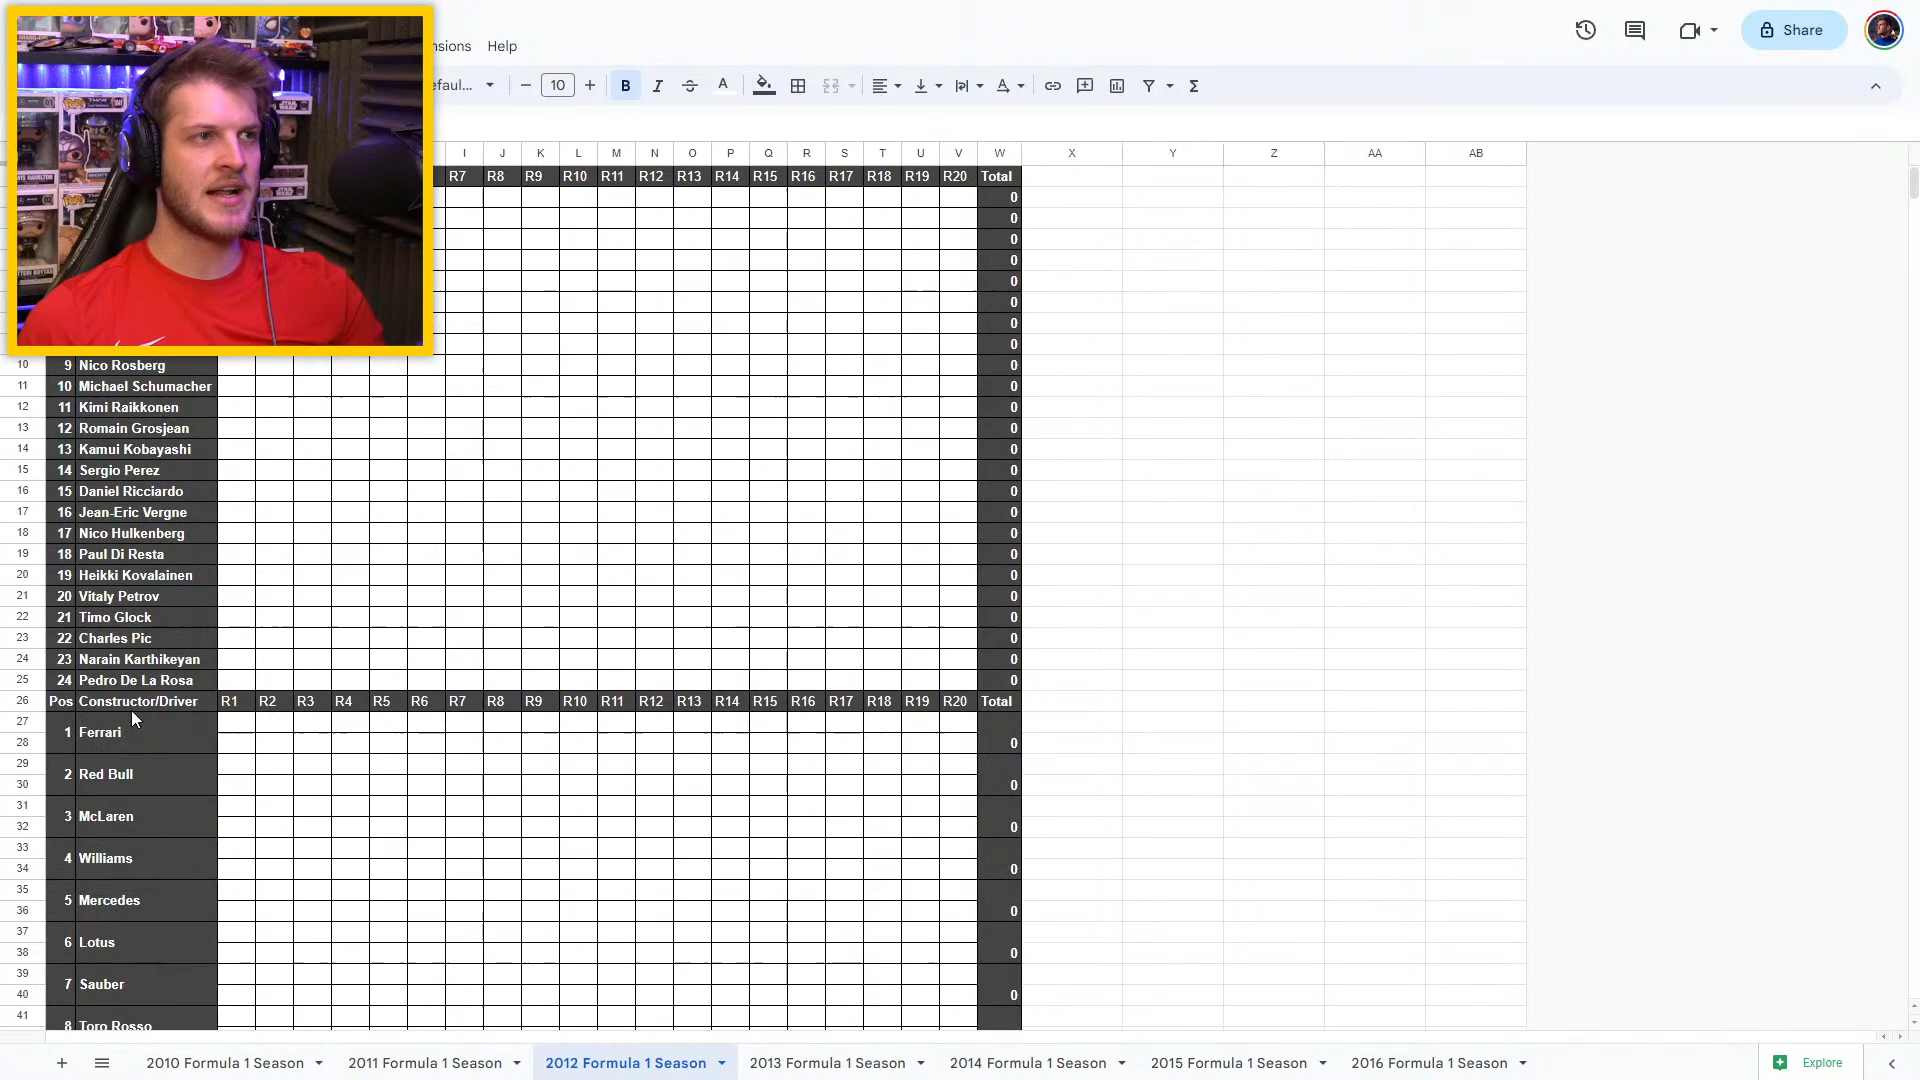 nsions Help
Share
efaul... 10 B I A A Σ
I J K L M N O P Q R S T U V W X Y Z AA AB
R7 R8 R9 R10 R11 R12 R13 R14 R15 R16 R17 R18 R19 R20 Total
0
0
0
0
0
0
0
0
10 9 Nico Rosberg 0
11 10 Michael Schumacher 0
12 11 Kimi Raikkonen 0
13 12 Romain Grosjean 0
14 13 Kamui Kobayashi 0
15 14 Sergio Perez 0
16 15 Daniel Ricciardo 0
17 16 Jean-Eric Vergne 0
18 17 Nico Hulkenberg 0
19 18 Paul Di Resta 0
20 19 Heikki Kovalainen 0
21 20 Vitaly Petrov 0
22 21 Timo Glock 0
23 22 Charles Pic 0
24 23 Narain Karthikeyan 0
25 24 Pedro De La Rosa 0
26 Pos Constructor/Driver R1 R2 R3 R4 R5 R6 R7 R8 R9 R10 R11 R12 R13 R14 R15 R16 R17 R18 R19 R20 Total
27
1 Ferrari
28 0
29
2 Red Bull
30 0
31
3 McLaren
32 0
33
4 Williams
34 0
35
5 Mercedes
36 0
37
6 Lotus
38 0
39
7 Sauber
40 0
41
8 Toro Rosso
2010 Formula 1 Season 2011 Formula 1 Season 2012 Formula 1 Season 2013 Formula 1 Season 2014 Formula 1 Season 2015 Formula 1 Season 2016 Formula 1 Season Explore